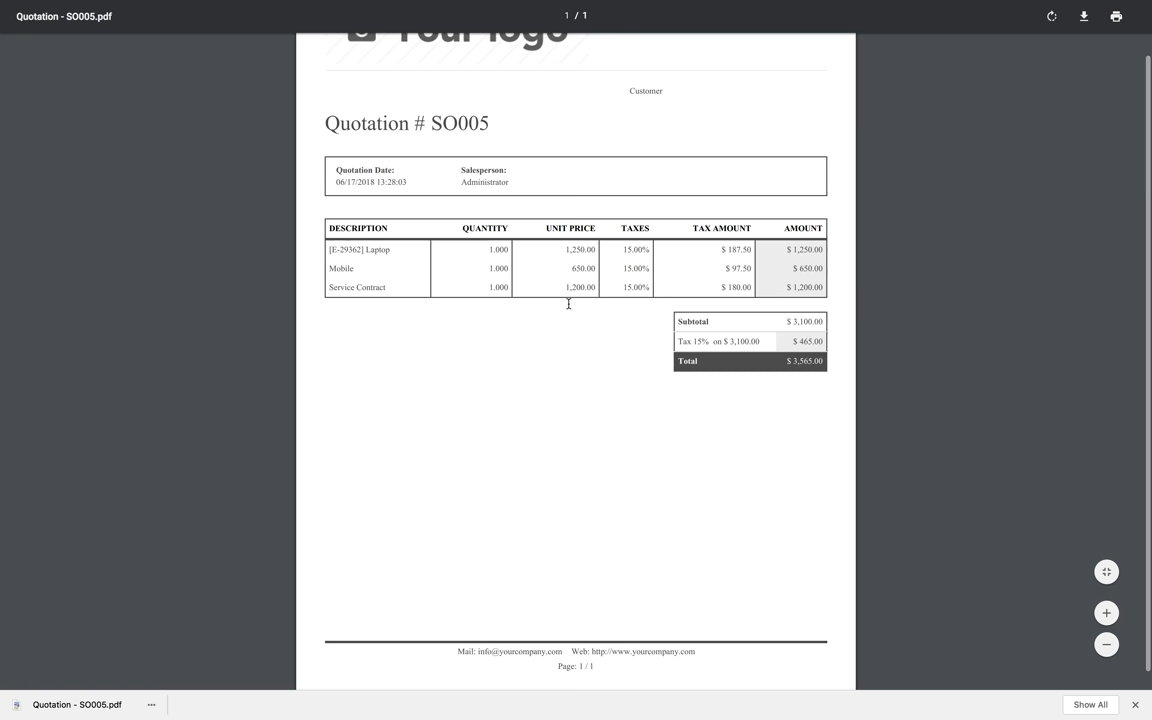 Quotation - SO005.pdf
1 / 1
Your logo
Customer
Quotation # SO005
Quotation Date: Salesperson:
06/17/2018 13:28:03 Administrator
DESCRIPTION QUANTITY UNIT PRICE TAXES TAX AMOUNT AMOUNT
[E-29362] Laptop 1.000 1,250.00 15.00% $ 187.50 $ 1,250.00
Mobile 1.000 650.00 15.00% $ 97.50 $ 650.00
Service Contract 1.000 1,200.00 15.00% $ 180.00 $ 1,200.00
Subtotal $ 3,100.00
Tax 15% on $ 3,100.00 $ 465.00
Total $ 3,565.00
Mail: info@yourcompany.com Web: http://www.yourcompany.com
Page: 1 / 1
Quotation - SO005.pdf
Show All